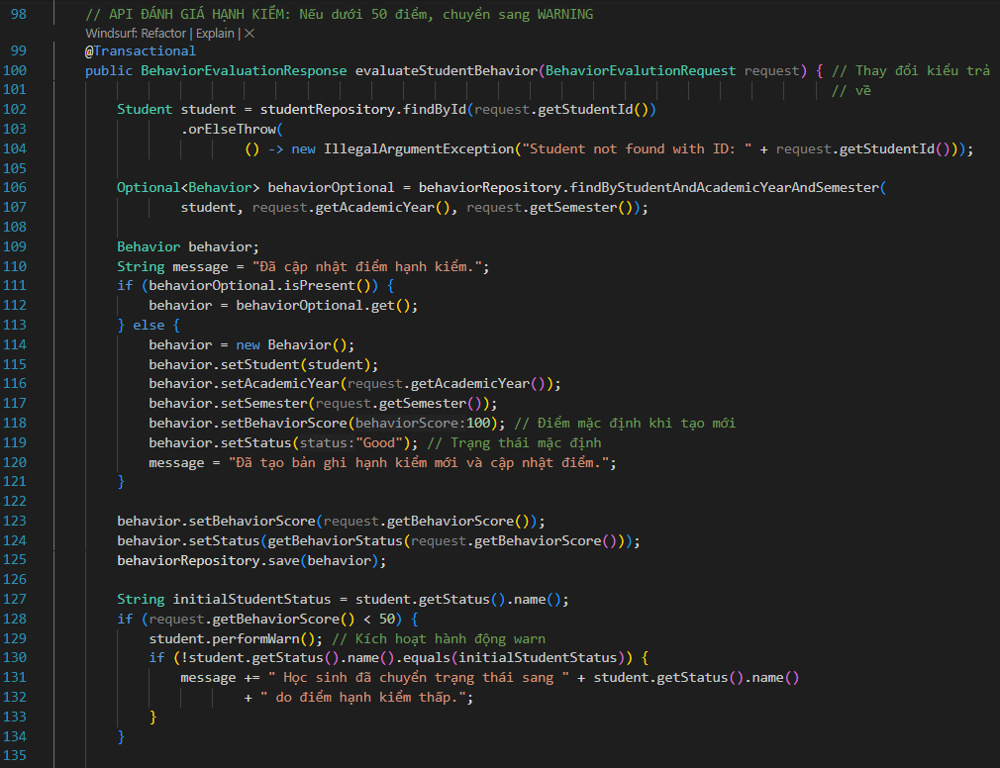 98 // API ĐÁNH GIÁ HẠNH KIỂM: Nếu dưới 50 điểm, chuyển sang WARNING
Windsurf: Refactor | Explain | ✕
99 @Transactional
100 public BehaviorEvaluationResponse evaluateStudentBehavior(BehaviorEvalutionRequest request) { // Thay đổi kiểu trả
101 // về
102 Student student = studentRepository.findById(request.getStudentId())
103 .orElseThrow(
104 () -> new IllegalArgumentException("Student not found with ID: " + request.getStudentId()));
105
106 Optional<Behavior> behaviorOptional = behaviorRepository.findByStudentAndAcademicYearAndSemester(
107 student, request.getAcademicYear(), request.getSemester());
108
109 Behavior behavior;
110 String message = "Đã cập nhật điểm hạnh kiểm.";
111 if (behaviorOptional.isPresent()) {
112 behavior = behaviorOptional.get();
113 } else {
114 behavior = new Behavior();
115 behavior.setStudent(student);
116 behavior.setAcademicYear(request.getAcademicYear());
117 behavior.setSemester(request.getSemester());
118 behavior.setBehaviorScore(behaviorScore:100); // Điểm mặc định khi tạo mới
119 behavior.setStatus(status:"Good"); // Trạng thái mặc định
120 message = "Đã tạo bản ghi hạnh kiểm mới và cập nhật điểm.";
121 }
122
123 behavior.setBehaviorScore(request.getBehaviorScore());
124 behavior.setStatus(getBehaviorStatus(request.getBehaviorScore()));
125 behaviorRepository.save(behavior);
126
127 String initialStudentStatus = student.getStatus().name();
128 if (request.getBehaviorScore() < 50) {
129 student.performWarn(); // Kích hoạt hành động warn
130 if (!student.getStatus().name().equals(initialStudentStatus)) {
131 message += " Học sinh đã chuyển trạng thái sang " + student.getStatus().name()
132 + " do điểm hạnh kiểm thấp.";
133 }
134 }
135